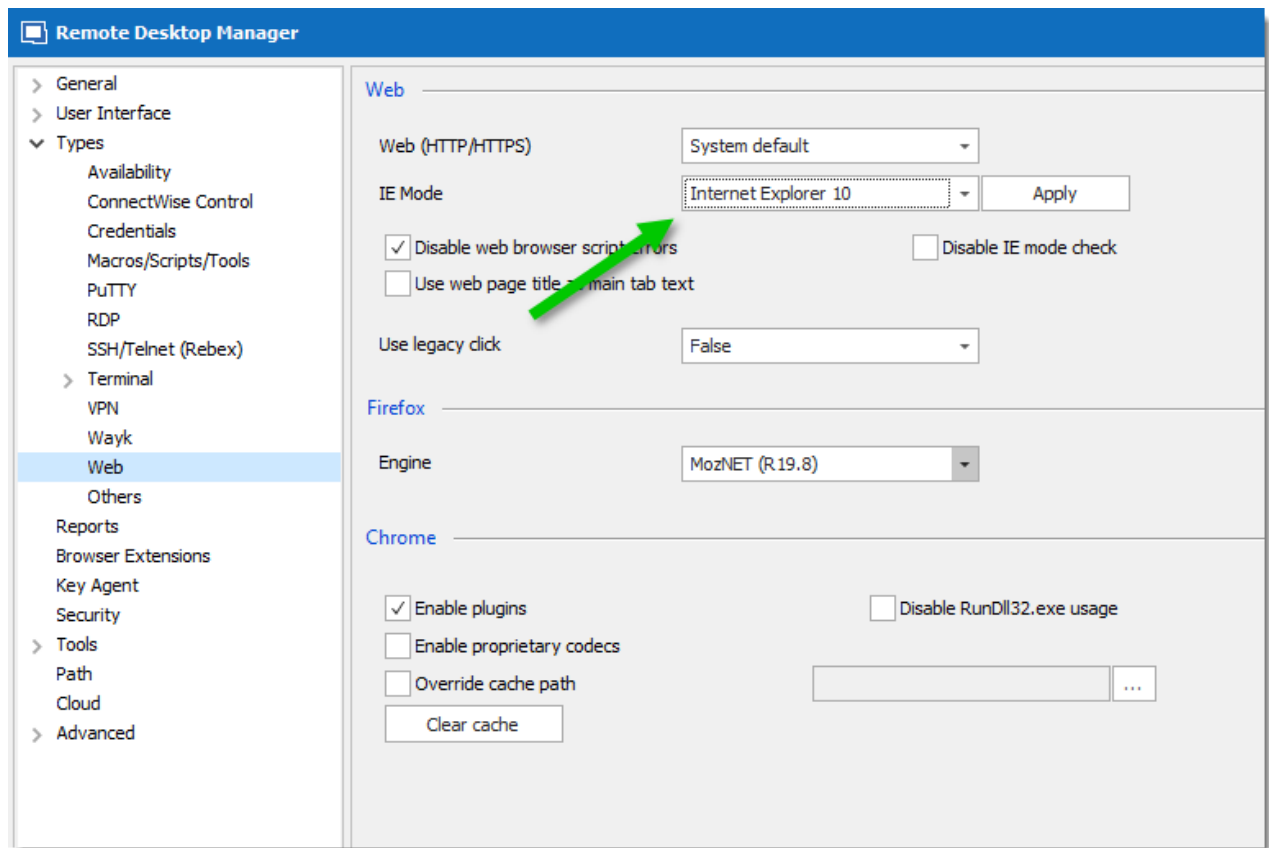 Remote Desktop Manager
General
User Interface
Types
Availability
ConnectWise Control
Credentials
Macros/Scripts/Tools
PuTTY
RDP
SSH/Telnet (Rebex)
Terminal
VPN
Wayk
Web
Others
Reports
Browser Extensions
Key Agent
Security
Tools
Path
Cloud
Advanced
Web
Web (HTTP/HTTPS) System default
IE Mode Internet Explorer 10 Apply
Disable web browser script errors Disable IE mode check
Use web page title as main tab text
Use legacy click False
Firefox
Engine MozNET (R19.8)
Chrome
Enable plugins Disable RunDll32.exe usage
Enable proprietary codecs
Override cache path ...
Clear cache